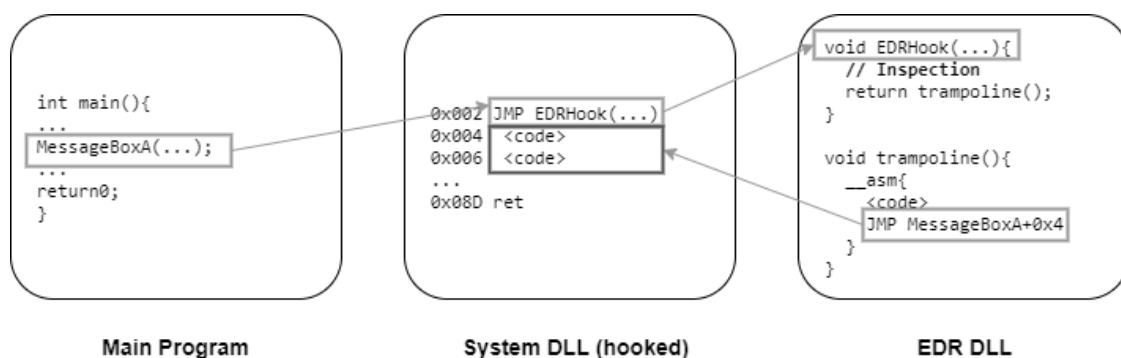 int main(){
...
MessageBoxA(...);
...
return0;
}
0x002 JMP EDRHook(...)
0x004 <code>
0x006 <code>
...
0x08D ret
void EDRHook(...){
// Inspection
return trampoline();
}
void trampoline(){
__asm{
<code>
JMP MessageBoxA+0x4
}
}
Main Program
System DLL (hooked)
EDR DLL